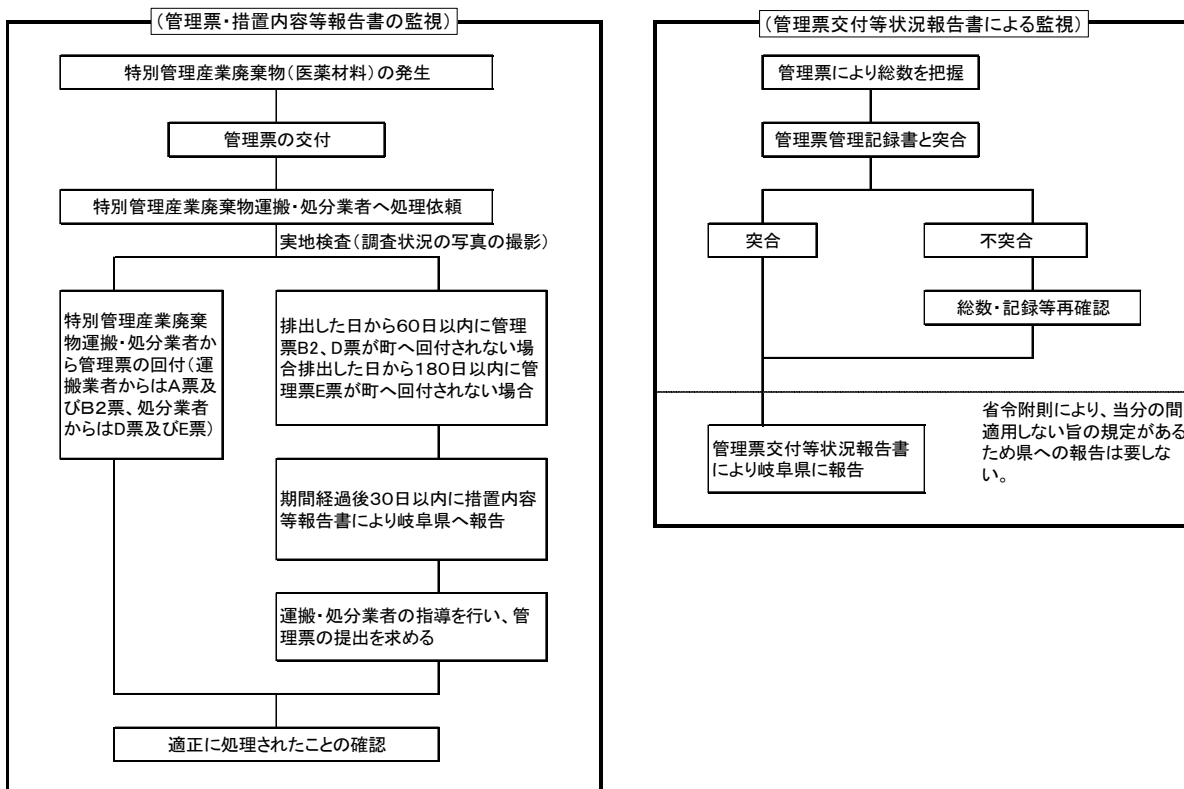 (管理票・措置内容等報告書の監視)
特別管理産業廃棄物(医薬材料)の発生
管理票の交付
特別管理産業廃棄物運搬・処分業者へ処理依頼
実地検査(調査状況の写真の撮影)
特別管理産業廃棄
物運搬・処分業者か
ら管理票の回付(運
搬業者からはA票及
びB2票、処分業者
からはD票及びE票)
排出した日から60日以内に管理
票B2、D票が町へ回付されない場
合排出した日から180日以内に管
理票E票が町へ回付されない場合
期間経過後30日以内に措置内容
等報告書により岐阜県へ報告
運搬・処分業者の指導を行い、管
理票の提出を求める
適正に処理されたことの確認
(管理票交付等状況報告書による監視)
管理票により総数を把握
管理票管理記録書と突合
突合
不突合
総数・記録等再確認
管理票交付等状況報告書
により岐阜県に報告
省令附則により、当分の間
適用しない旨の規定がある
ため県への報告は要しな
い。